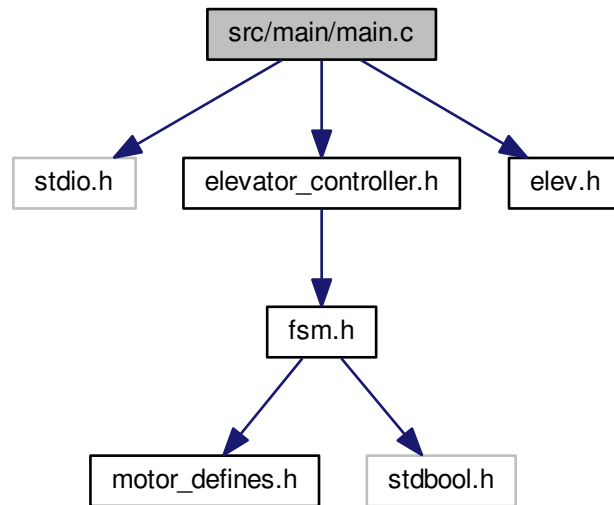 src/main/main.c
stdio.h
elevator_controller.h
elev.h
fsm.h
motor_defines.h
stdbool.h